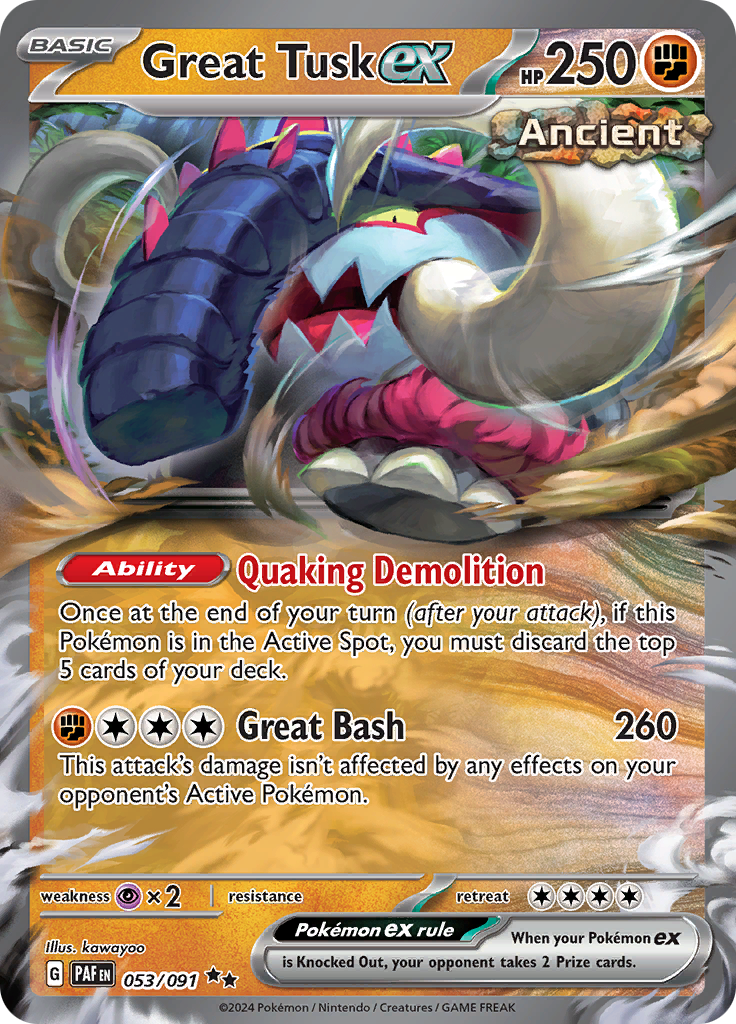 BASIC Great Tusk ex HP 250
Ancient
Ability Quaking Demolition
Once at the end of your turn (after your attack), if this
Pokémon is in the Active Spot, you must discard the top
5 cards of your deck.
Great Bash 260
This attack's damage isn't affected by any effects on your
opponent's Active Pokémon.
weakness ×2 resistance retreat
Pokémon ex rule When your Pokémon ex
is Knocked Out, your opponent takes 2 Prize cards.
Illus. kawayoo
G PAF EN 053/091
©2024 Pokémon / Nintendo / Creatures / GAME FREAK